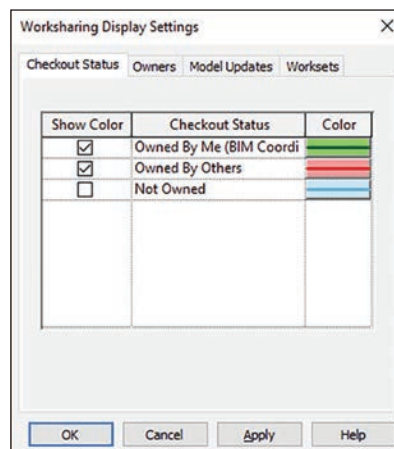 Worksharing Display Settings
Checkout Status Owners Model Updates Worksets
Show Color Checkout Status Color
Owned By Me (BIM Coordi
Owned By Others
Not Owned
OK Cancel Apply Help